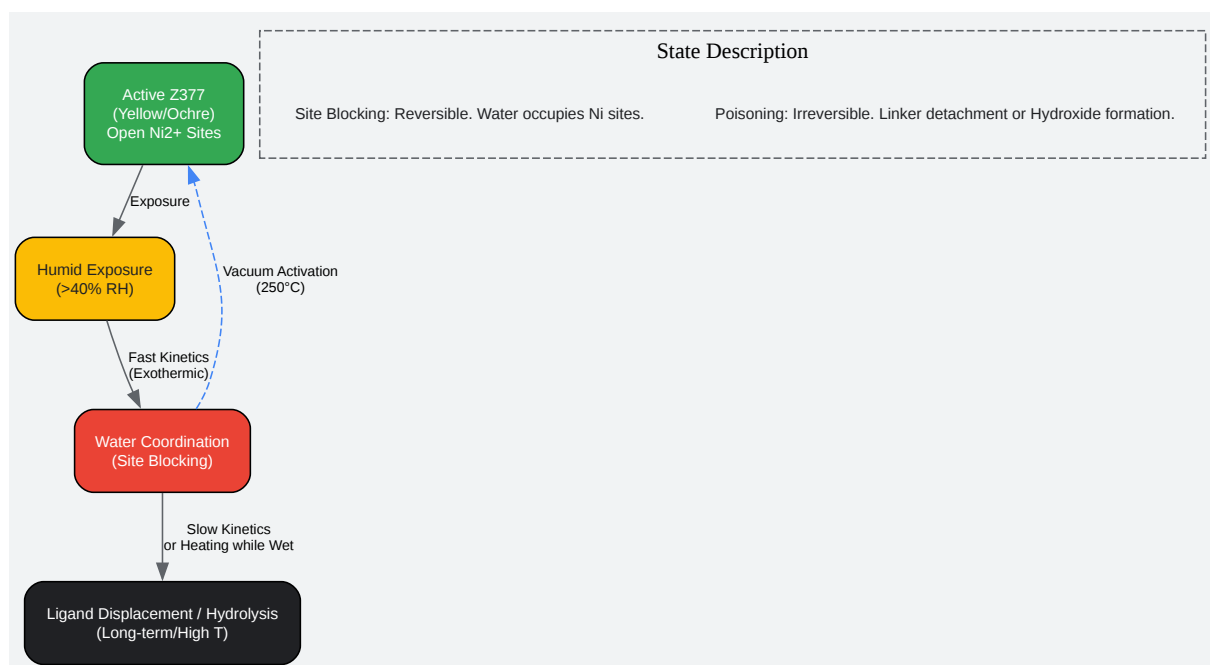 State Description
Active Z377
(Yellow/Ochre)
Open Ni2+ Sites
Site Blocking: Reversible. Water occupies Ni sites.
Poisoning: Irreversible. Linker detachment or Hydroxide formation.
Exposure
Humid Exposure
(>40% RH)
Vacuum Activation
(250°C)
Fast Kinetics
(Exothermic)
Water Coordination
(Site Blocking)
Slow Kinetics
or Heating while Wet
Ligand Displacement / Hydrolysis
(Long-term/High T)